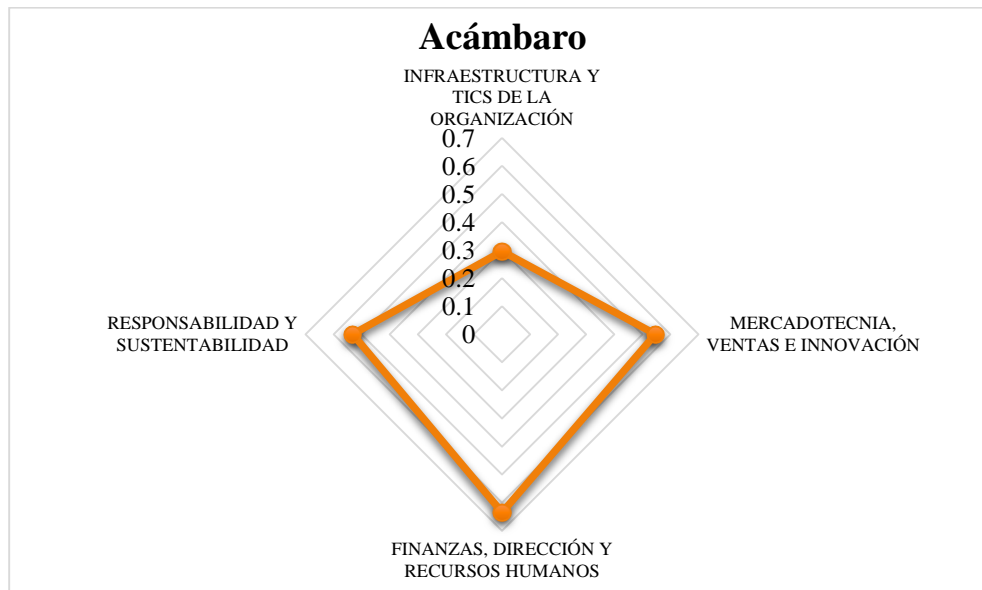 Acámbaro
INFRAESTRUCTURA Y
TICS DE LA
ORGANIZACIÓN
0.7
0.6
0.5
0.4
0.3
0.2
0.1
0
RESPONSABILIDAD Y
SUSTENTABILIDAD
MERCADOTECNIA,
VENTAS E INNOVACIÓN
FINANZAS, DIRECCIÓN Y
RECURSOS HUMANOS